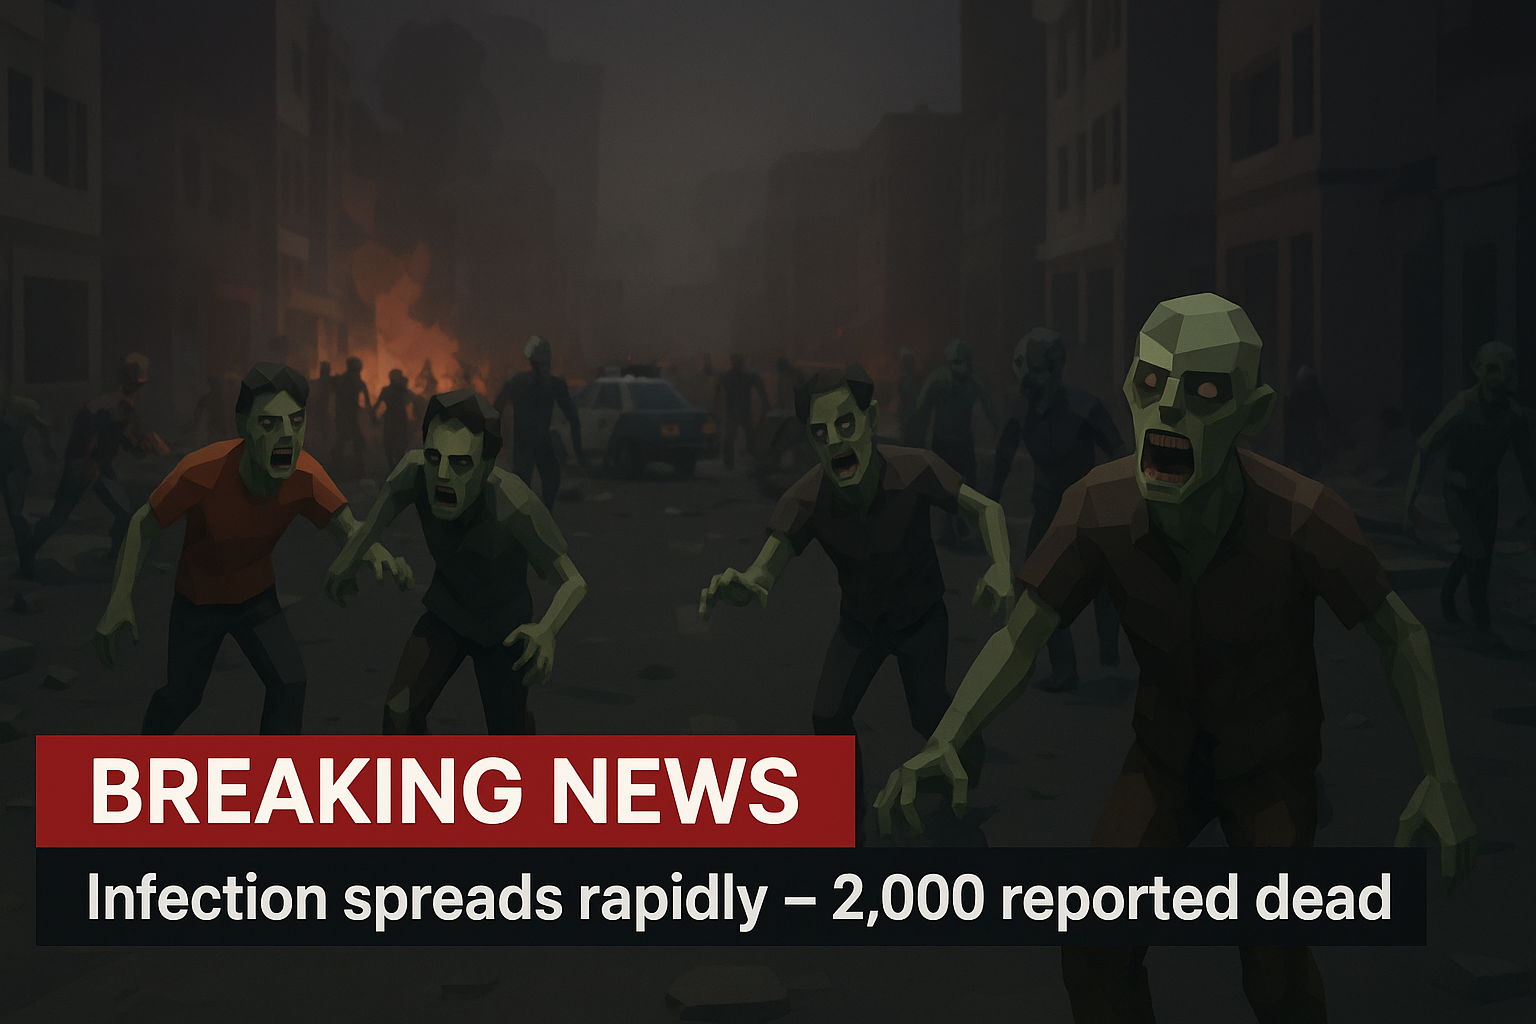 BREAKING NEWS
Infection spreads rapidly – 2,000 reported dead